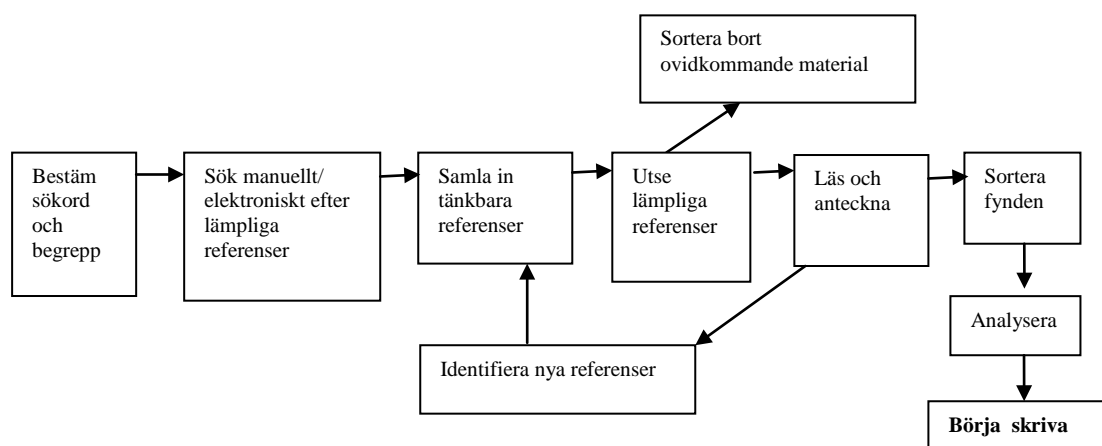 Sortera bort
ovidkommande material
Bestäm
sökord
och
begrepp
Sök manuellt/
elektroniskt efter
lämpliga
referenser
Samla in
tänkbara
referenser
Utse
lämpliga
referenser
Läs och
anteckna
Sortera
fynden
Identifiera nya referenser
Analysera
Börja skriva